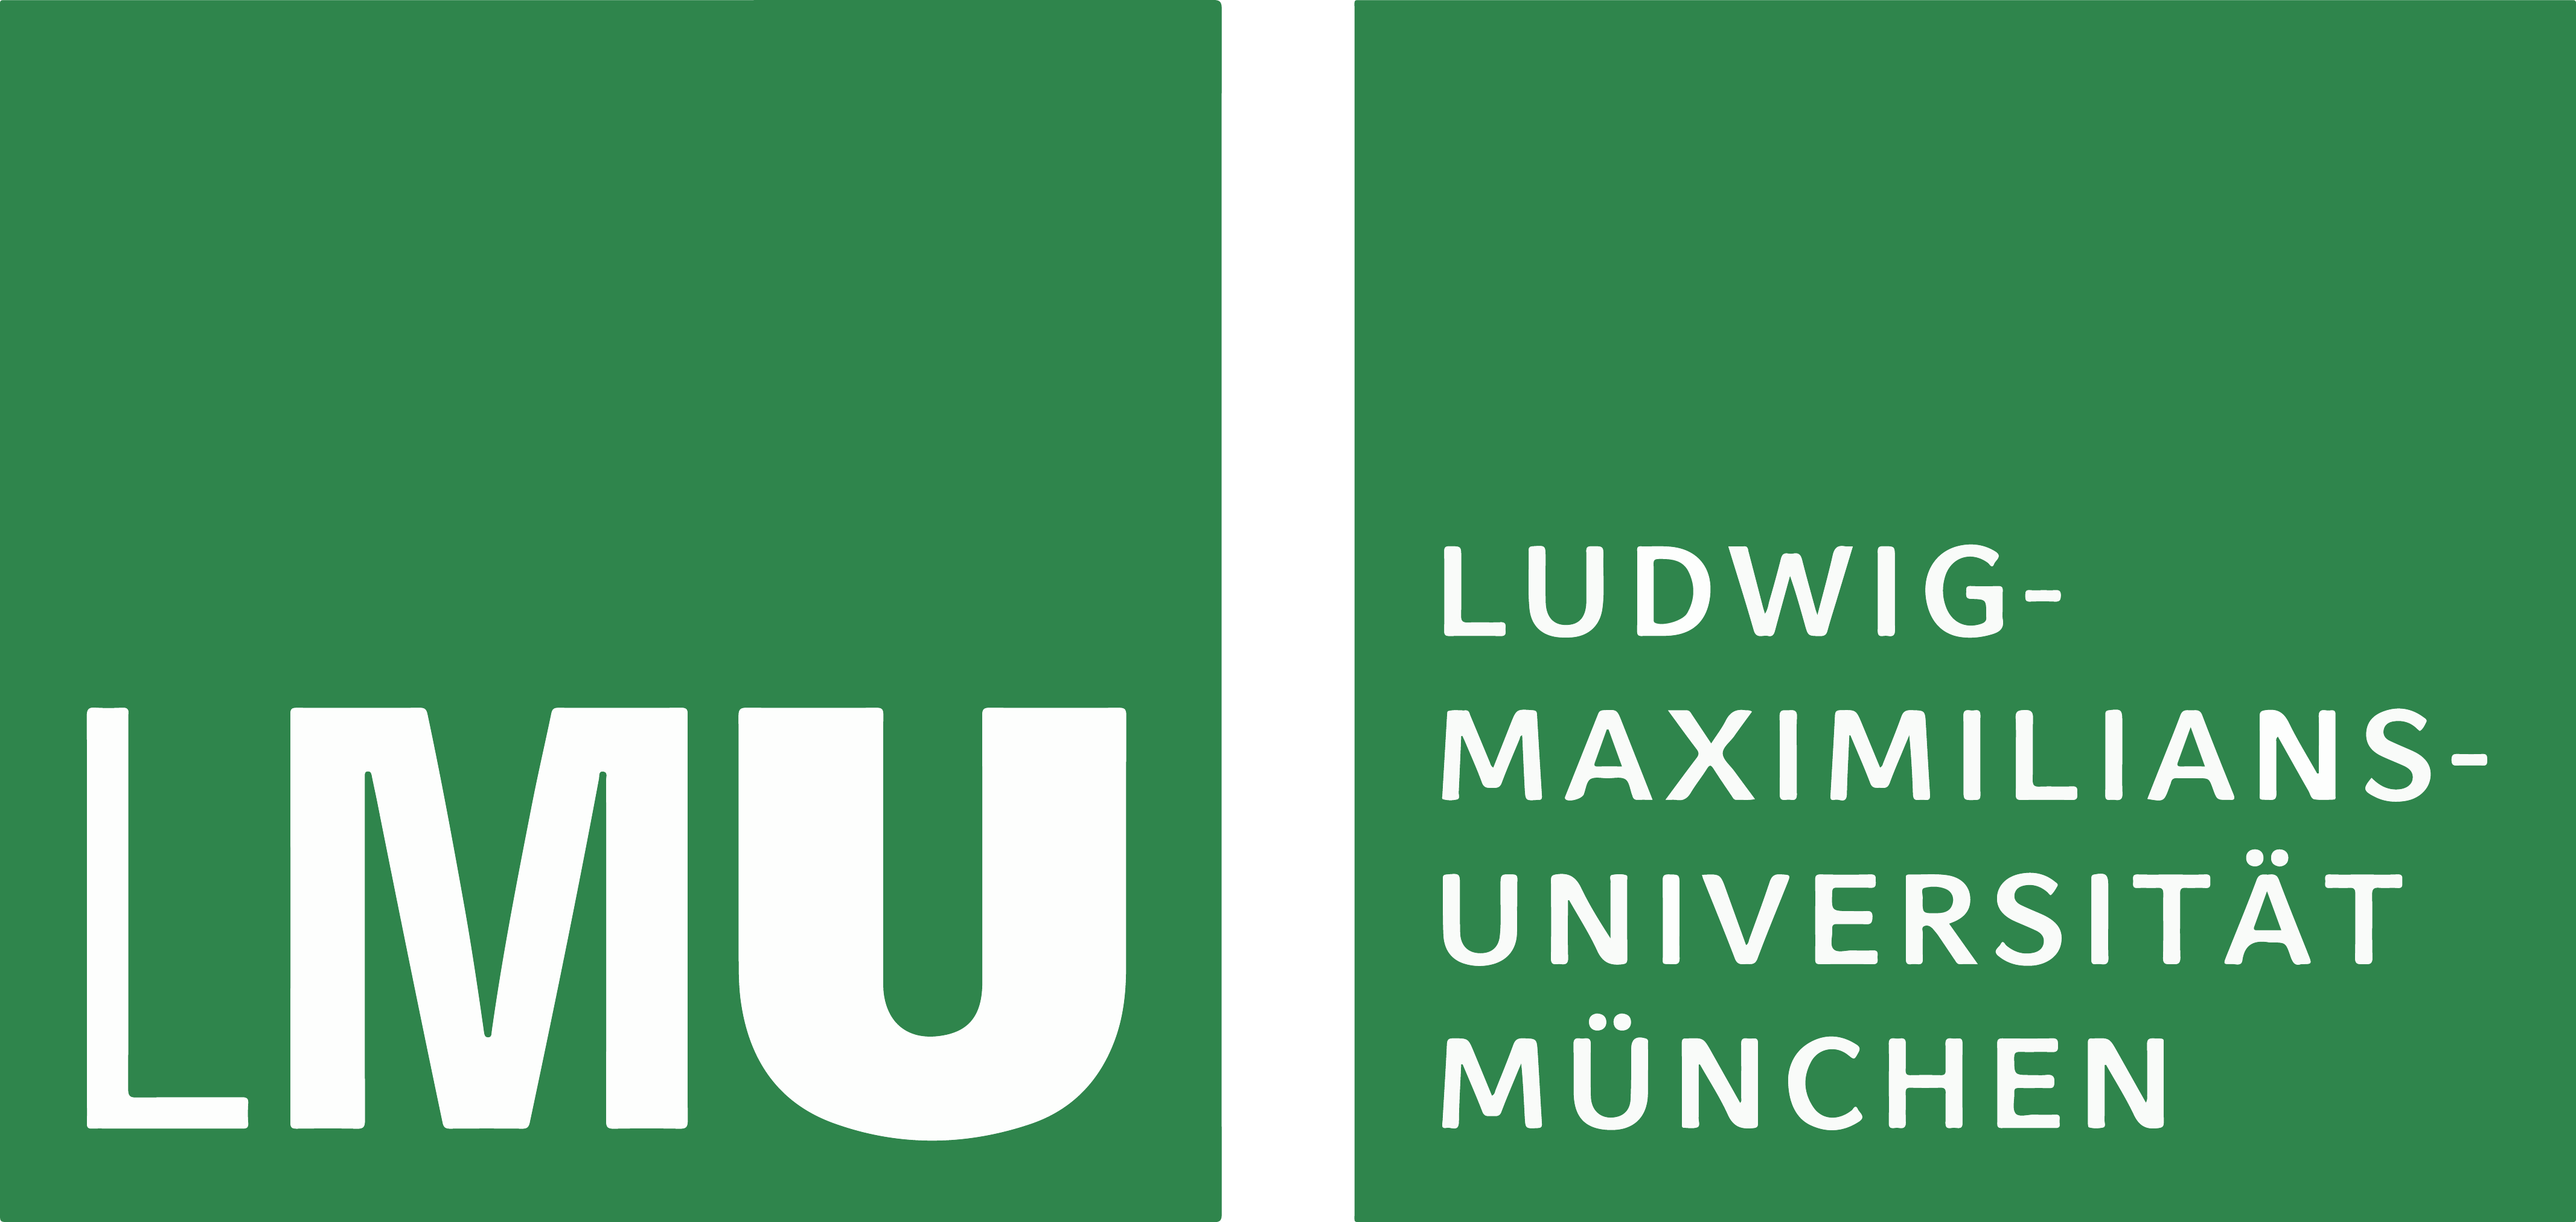 LMU
LUDWIG-
MAXIMILIANS-
UNIVERSITÄT
MÜNCHEN